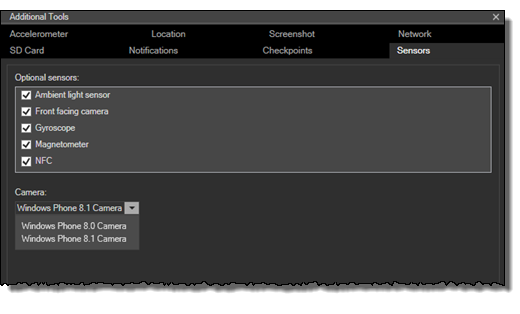 Additional Tools
Accelerometer Location Screenshot Network
SD Card Notifications Checkpoints Sensors
Optional sensors:
Ambient light sensor
Front facing camera
Gyroscope
Magnetometer
NFC
Camera:
Windows Phone 8.1 Camera
Windows Phone 8.0 Camera
Windows Phone 8.1 Camera